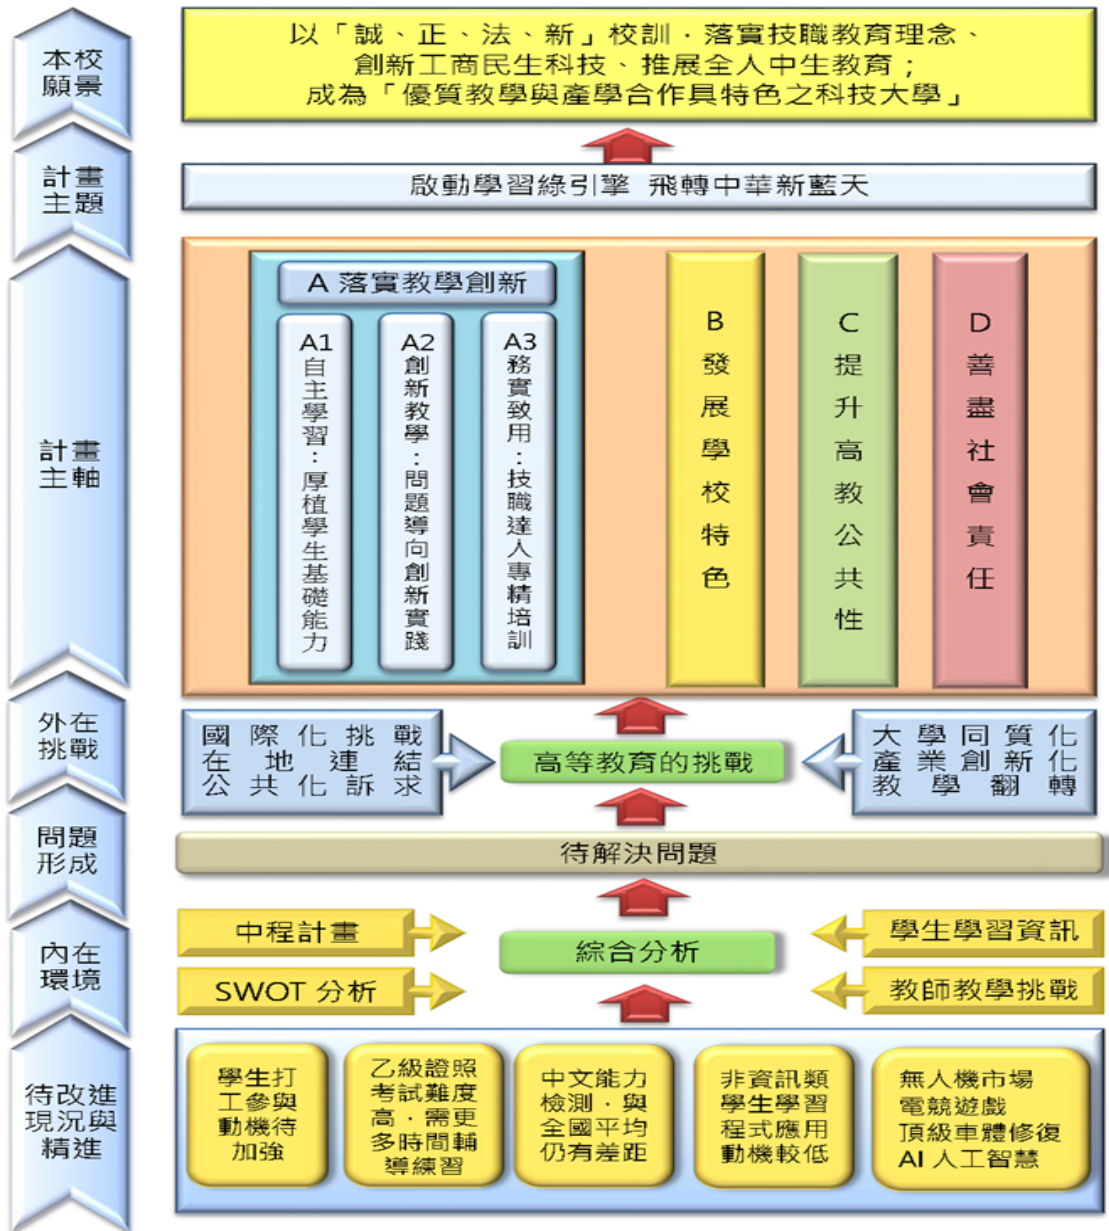 本校
願景
以「誠、正、法、新」校訓，落實技職教育理念、
創新工商民生科技、推展全人中生教育；
成為「優質教學與產學合作具特色之科技大學」
計畫
主題
啟動學習綠引擎 飛轉中華新藍天
計畫
主軸
A 落實教學創新
A1
自主學習：厚植學生基礎能力
A2
創新教學：問題導向創新實踐
A3
務實致用：技職達人專精培訓
B
發展學校特色
C
提升高教公共性
D
善盡社會責任
外在
挑戰
國際化挑戰
在地連結
公共化訴求
高等教育的挑戰
大學同質化
產業創新化
教學翻轉
問題
形成
待解決問題
內在
環境
中程計畫
SWOT 分析
綜合分析
學生學習資訊
教師教學挑戰
待改進
現況與
精進
學生打
工參與
動機待
加強
乙級證照
考試難度
高，需更
多時間輔
導練習
中文能力
檢測，與
全國平均
仍有差距
非資訊類
學生學習
程式應用
動機較低
無人機市場
電競遊戲
頂級車體修復
AI 人工智慧